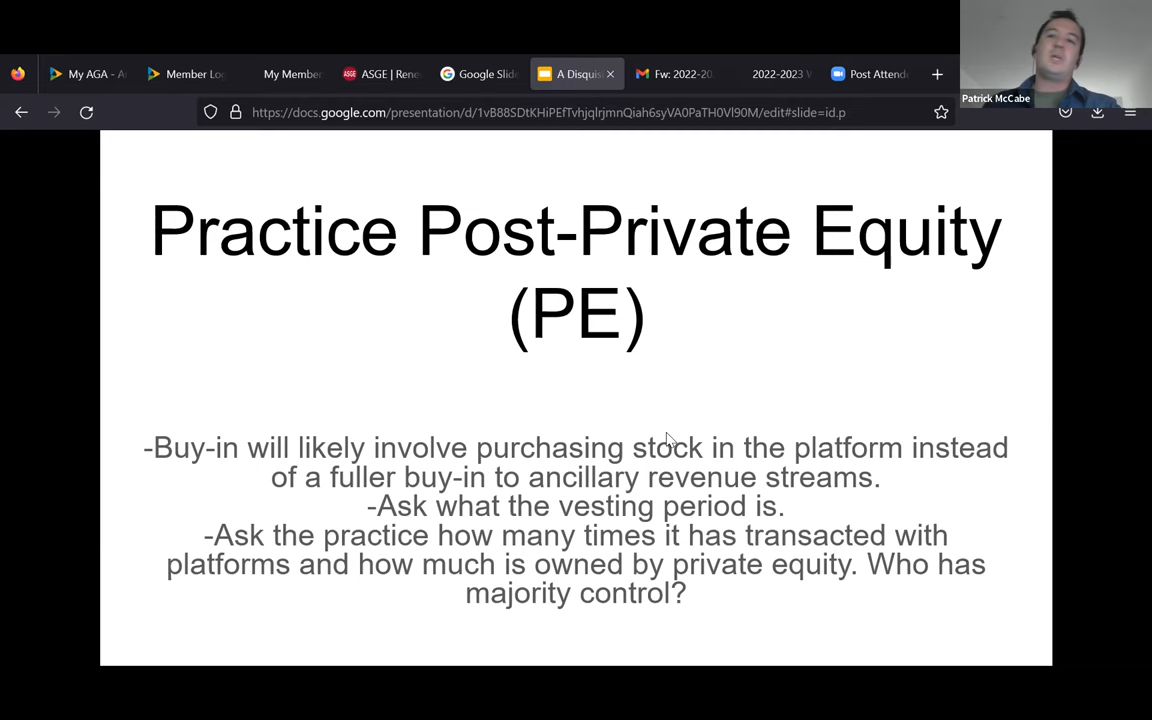 My AGA - A
Member Lo
My Member
ASGE
ASGE | Rene
Google Slid
A Disquis
Fw: 2022-20
2022-2023
Post Attend
Patrick McCabe
https://docs.google.com/presentation/d/1vB88SDtKHiPEfTvhjqlrjmnQiah6syVA0PaTH0Vl90M/edit#slide=id.p
Practice Post-Private Equity
(PE)
-Buy-in will likely involve purchasing stock in the platform instead
of a fuller buy-in to ancillary revenue streams.
-Ask what the vesting period is.
-Ask the practice how many times it has transacted with
platforms and how much is owned by private equity. Who has
majority control?